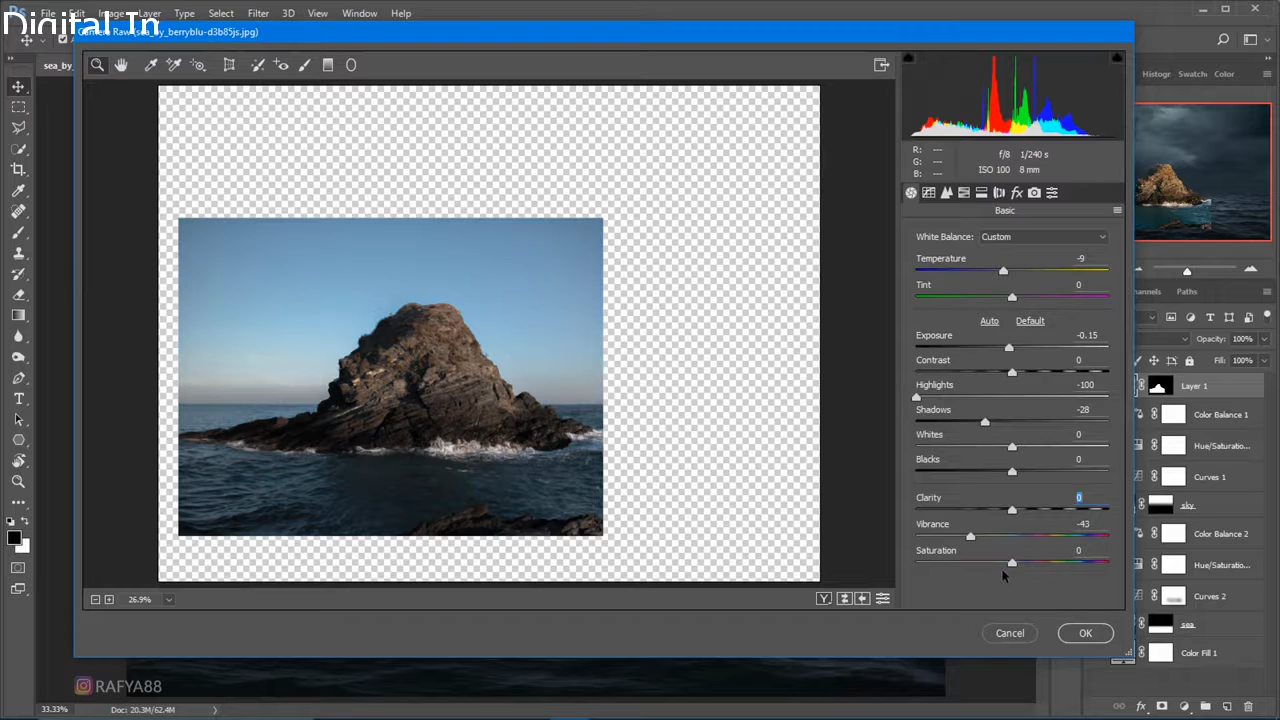 Ps File Edit Image Layer Type Select Filter 3D View Window Help
Digital In
Camera Raw (sea_by_berryblu-d3b85js.jpg)
sea_by_
Histogr Swatch Color
R: ---
G: ---
B: ---
f/8 1/240 s
ISO 100 8 mm
fx
Basic
White Balance: Custom
Temperature -9
Tint 0
Auto Default
Exposure -0.15
Contrast 0
Highlights -100
Shadows -28
Whites 0
Blacks 0
Clarity 0
Vibrance -43
Saturation 0
26.9%
Y
Cancel OK
annels Paths
Opacity: 100%
Fill: 100%
Layer 1
Color Balance 1
Hue/Saturatio...
Curves 1
sky
Color Balance 2
Hue/Saturatio...
Curves 2
sea
Color Fill 1
fx
RAFYA88
33.33% Doc: 20.3M/62.4M